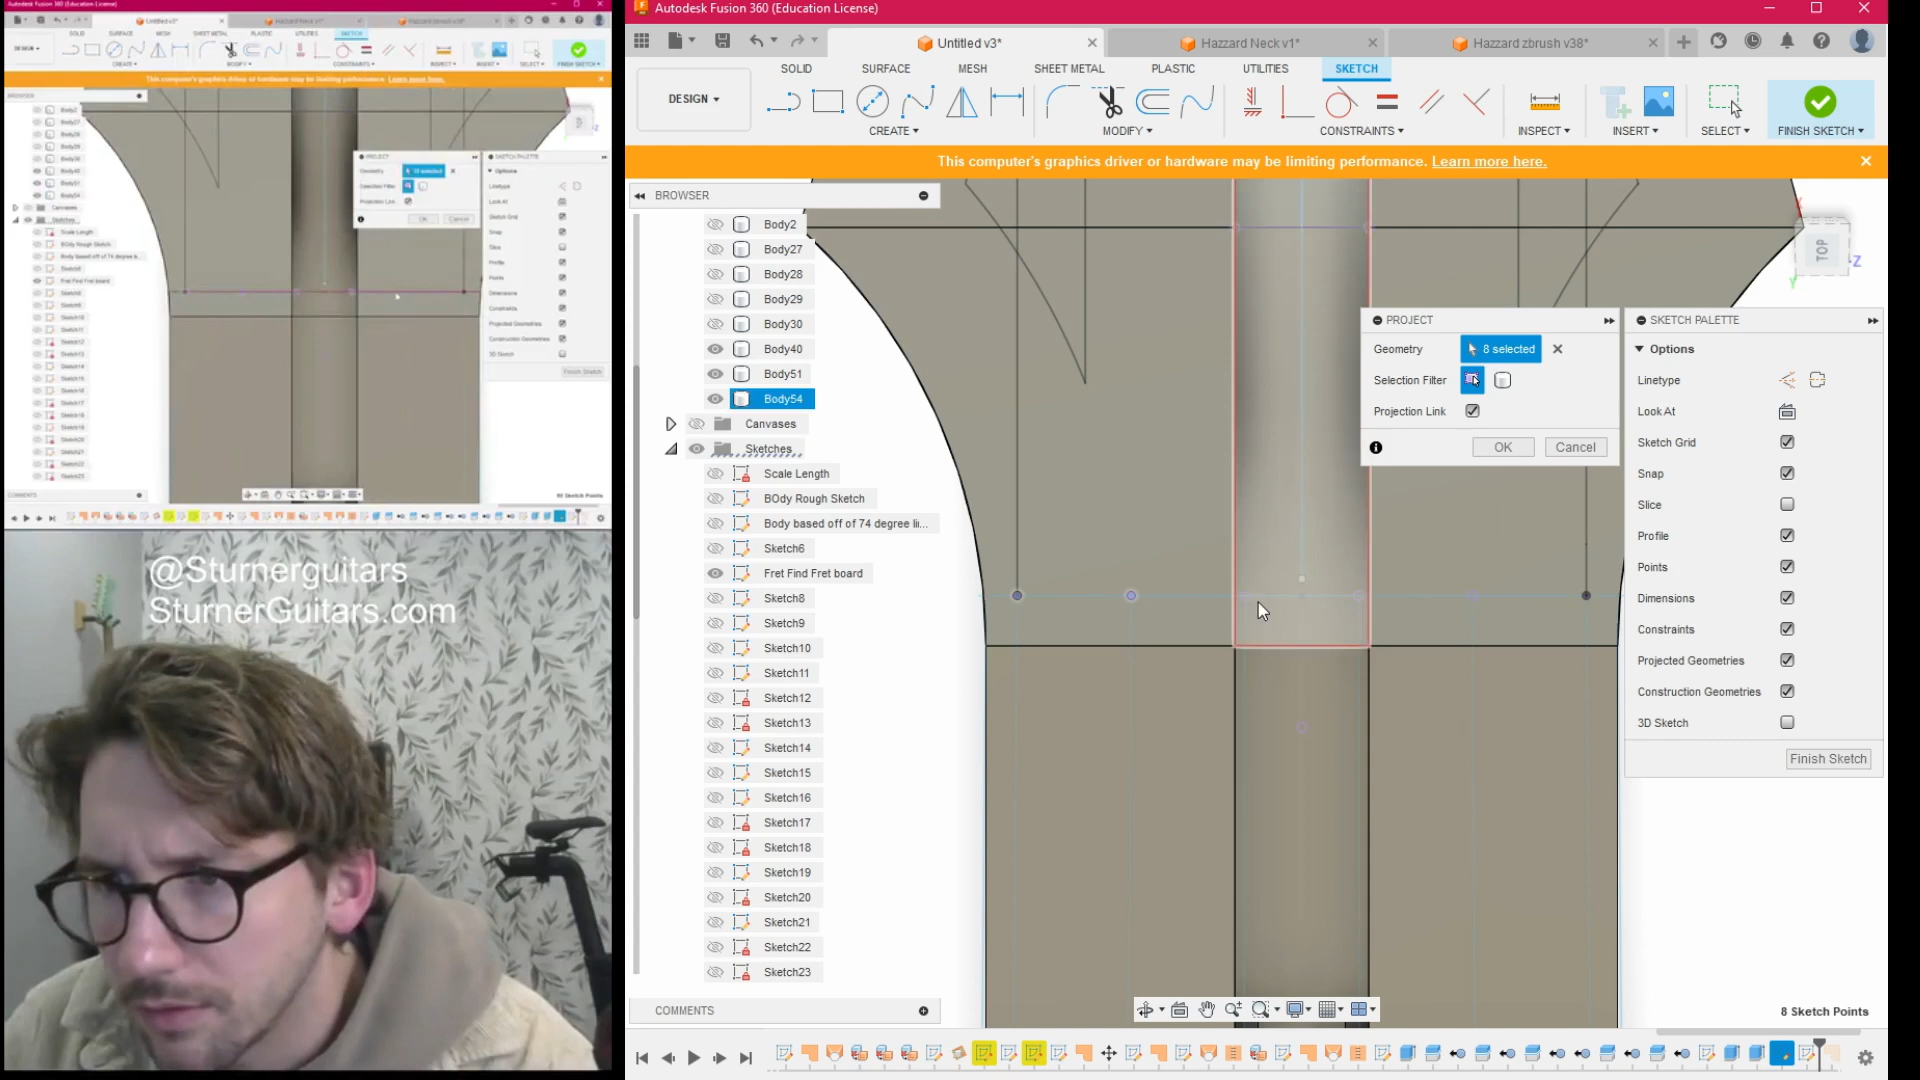 Autodesk Fusion 360 (Education License)
Untitled v3*
Hazzard Neck v1*
Hazzard zbrush v38*
SOLID
SURFACE
MESH
SHEET METAL
PLASTIC
UTILITIES
SKETCH
DESIGN
CREATE
MODIFY
CONSTRAINTS
INSPECT
INSERT
SELECT
FINISH SKETCH
This computer's graphics driver or hardware may be limiting performance. Learn more here.
BROWSER
Body2
Body27
Body28
Body29
Body30
Body40
Body51
Body54
Canvases
Sketches
Scale Length
BOdy Rough Sketch
Body based off of 74 degree li...
Sketch6
Fret Find Fret board
Sketch8
Sketch9
Sketch10
Sketch11
Sketch12
Sketch13
Sketch14
Sketch15
Sketch16
Sketch17
Sketch18
Sketch19
Sketch20
Sketch21
Sketch22
Sketch23
COMMENTS
TOP
Z
Y
PROJECT
Geometry
8 selected
Selection Filter
Projection Link
OK
Cancel
SKETCH PALETTE
Options
Linetype
Look At
Sketch Grid
Snap
Slice
Profile
Points
Dimensions
Constraints
Projected Geometries
Construction Geometries
3D Sketch
Finish Sketch
8 Sketch Points
@Sturnerguitars
SturnerGuitars.com